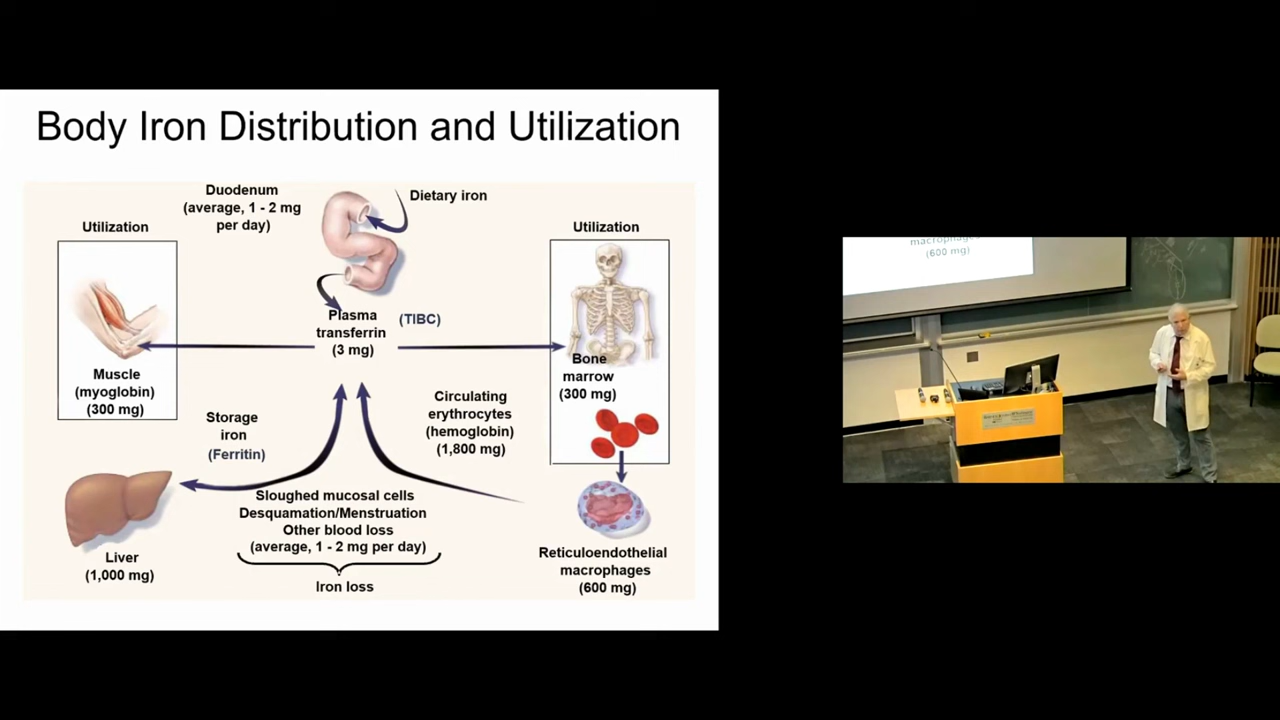 Body Iron Distribution and Utilization
Duodenum
(average, 1 - 2 mg
per day)
Dietary iron
Utilization
Utilization
Plasma
transferrin
(3 mg)
(TIBC)
Muscle
(myoglobin)
(300 mg)
Bone
marrow
(300 mg)
Storage
iron
(Ferritin)
Circulating
erythrocytes
(hemoglobin)
(1,800 mg)
Sloughed mucosal cells
Desquamation/Menstruation
Other blood loss
(average, 1 - 2 mg per day)
Iron loss
Liver
(1,000 mg)
Reticuloendothelial
macrophages
(600 mg)
macrophages
(600 mg)